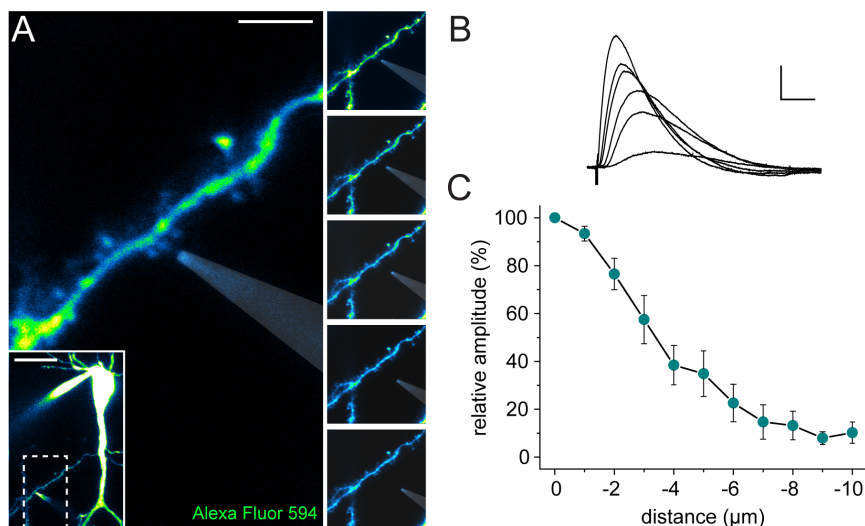 A
Alexa Fluor 594
B
C
100
80
60
40
20
0
relative amplitude (%)
0 -2 -4 -6 -8 -10
distance (μm)